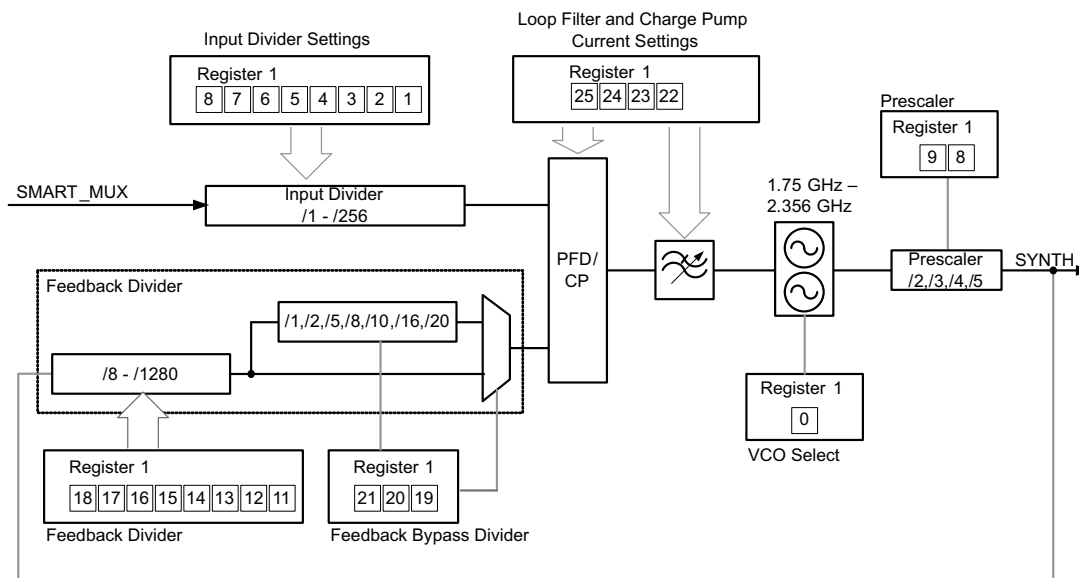 Input Divider Settings
Register 1
8 7 6 5 4 3 2 1
Loop Filter and Charge Pump
Current Settings
Register 1
25 24 23 22
Prescaler
Register 1
9 8
SMART_MUX
Input Divider
/1 - /256
PFD/
CP
1.75 GHz –
2.356 GHz
Prescaler
/2,/3,/4,/5
SYNTH
Feedback Divider
/1,/2,/5,/8,/10,/16,/20
/8 - /1280
Register 1
0
VCO Select
Register 1
18 17 16 15 14 13 12 11
Feedback Divider
Register 1
21 20 19
Feedback Bypass Divider